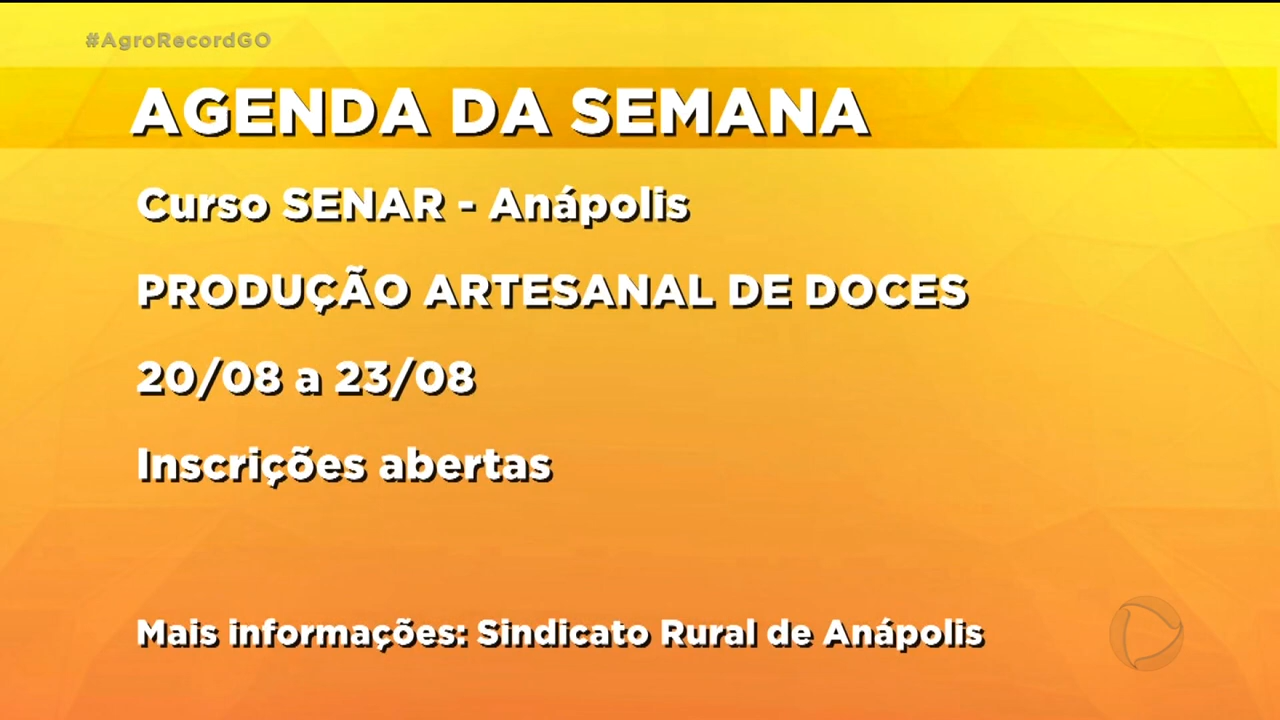 #AgroRecordGO
AGENDA DA SEMANA
Curso SENAR - Anápolis
PRODUÇÃO ARTESANAL DE DOCES
20/08 a 23/08
Inscrições abertas
Mais informações: Sindicato Rural de Anápolis